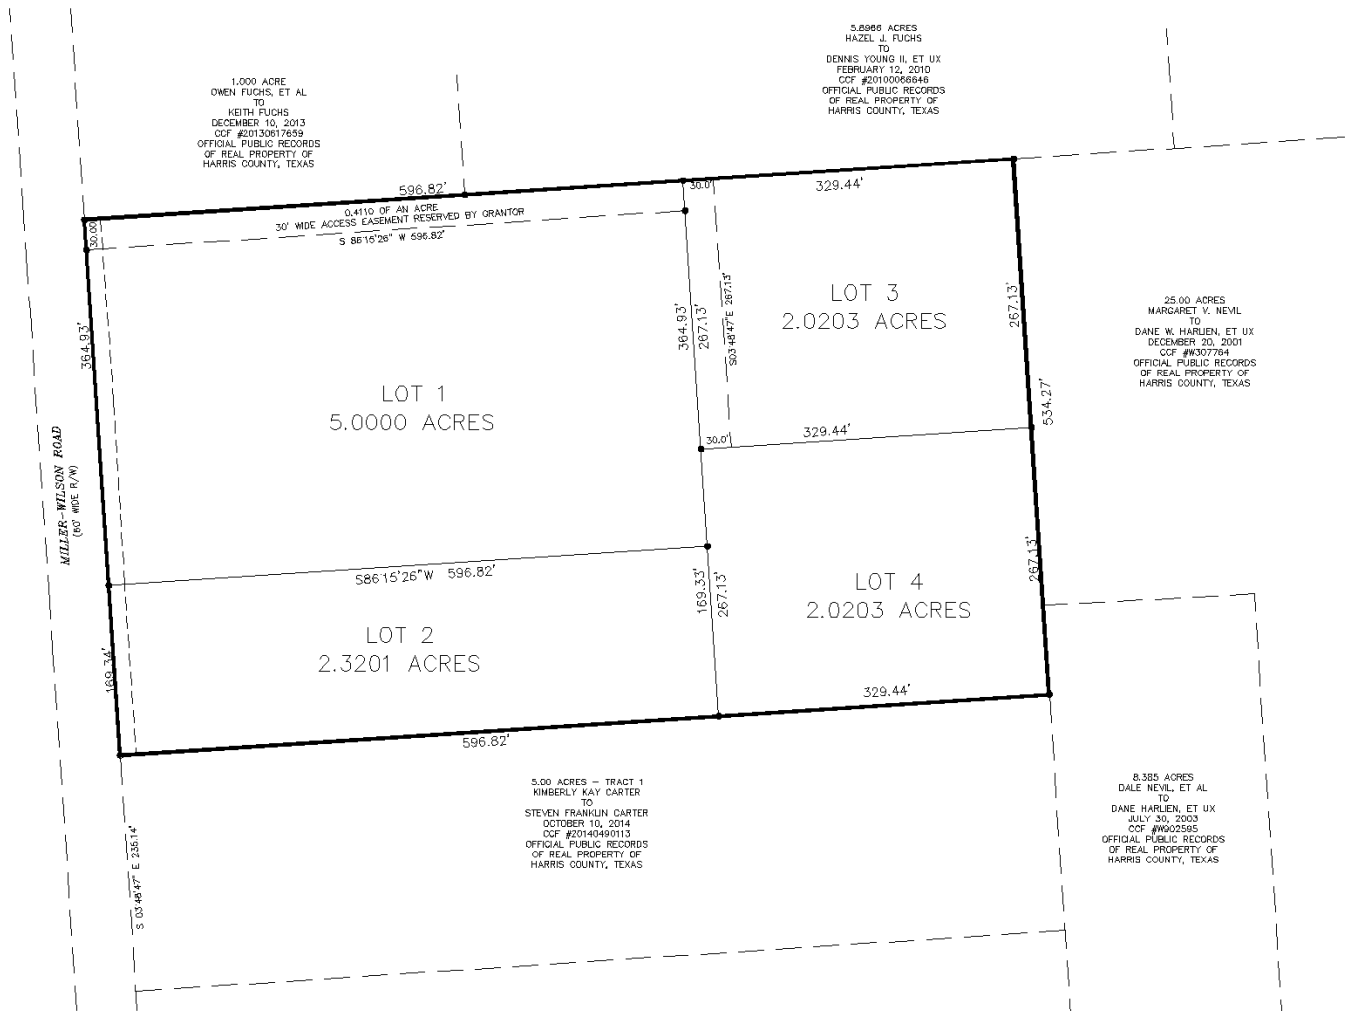 5.8966 ACRES
HAZEL J. FUCHS
TO
DENNIS YOUNG II, ET UX
FEBRUARY 12, 2010
CCF #20100066646
OFFICIAL PUBLIC RECORDS
OF REAL PROPERTY OF
HARRIS COUNTY, TEXAS
1.000 ACRE
OWEN FUCHS, ET AL
TO
KEITH FUCHS
DECEMBER 10, 2013
CCF #20130617659
OFFICIAL PUBLIC RECORDS
OF REAL PROPERTY OF
HARRIS COUNTY, TEXAS
596.82'
30.0'
329.44'
0.4110 OF AN ACRE
30' WIDE ACCESS EASEMENT RESERVED BY GRANTOR
S 86°15'26" W 596.82'
30.00
364.93'
LOT 1
5.0000 ACRES
364.93'
267.13'
S03°48'47"E 267.13'
LOT 3
2.0203 ACRES
267.13'
534.27'
25.00 ACRES
MARGARET V. NEVIL
TO
DANE W. HARLIEN, ET UX
DECEMBER 20, 2001
CCF #W307764
OFFICIAL PUBLIC RECORDS
OF REAL PROPERTY OF
HARRIS COUNTY, TEXAS
30.0'
329.44'
MILLER-WILSON ROAD
(60' WIDE R/W)
S86°15'26"W 596.82'
169.34'
LOT 2
2.3201 ACRES
169.33'
267.13'
LOT 4
2.0203 ACRES
267.13'
329.44'
596.82'
5.00 ACRES – TRACT 1
KIMBERLY KAY CARTER
TO
STEVEN FRANKLIN CARTER
OCTOBER 10, 2014
CCF #20140490113
OFFICIAL PUBLIC RECORDS
OF REAL PROPERTY OF
HARRIS COUNTY, TEXAS
8.385 ACRES
DALE NEVIL, ET AL
TO
DANE HARLIEN, ET UX
JULY 30, 2003
CCF #W902595
OFFICIAL PUBLIC RECORDS
OF REAL PROPERTY OF
HARRIS COUNTY, TEXAS
S 03°48'47" E 235.14'